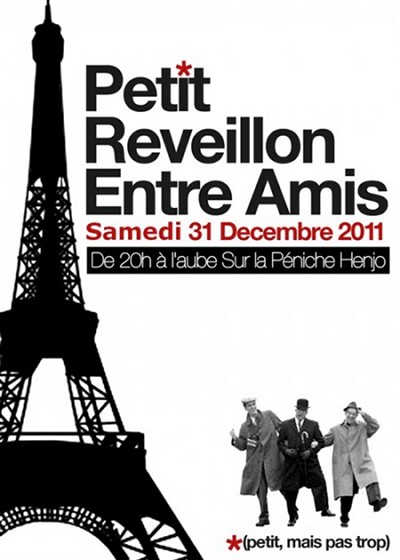 Petit
Reveillon
Entre Amis
Samedi 31 Decembre 2011
De 20h à l'aube Sur la Péniche Henjo
*(petit, mais pas trop)